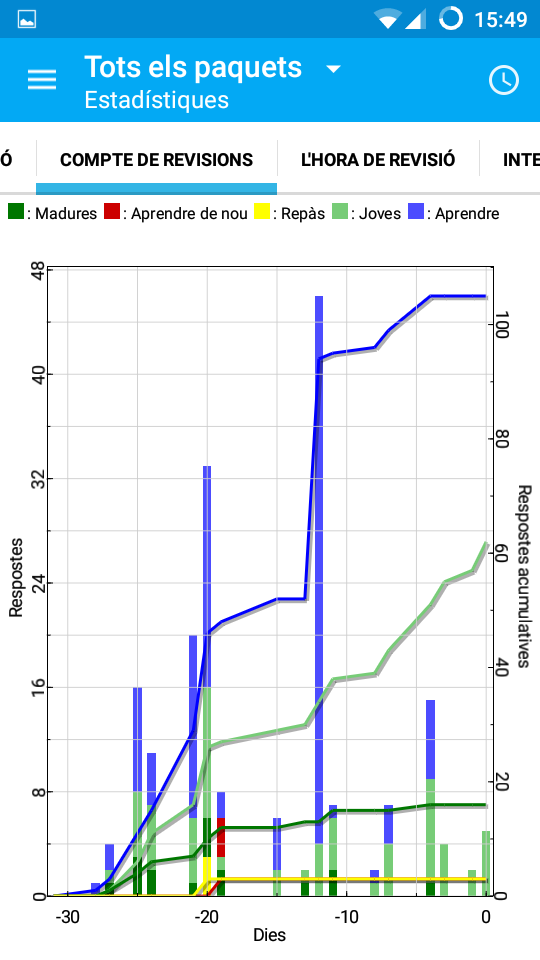 15:49
Tots els paquets
Estadístiques
Ó COMPTE DE REVISIONS L'HORA DE REVISIÓ INTE
: Madures : Aprendre de nou : Repàs : Joves : Aprendre
48
40
32
24
16
8
0
Respostes
100
80
60
40
20
0
Respostes acumulatives
-30 -20 -10 0
Dies